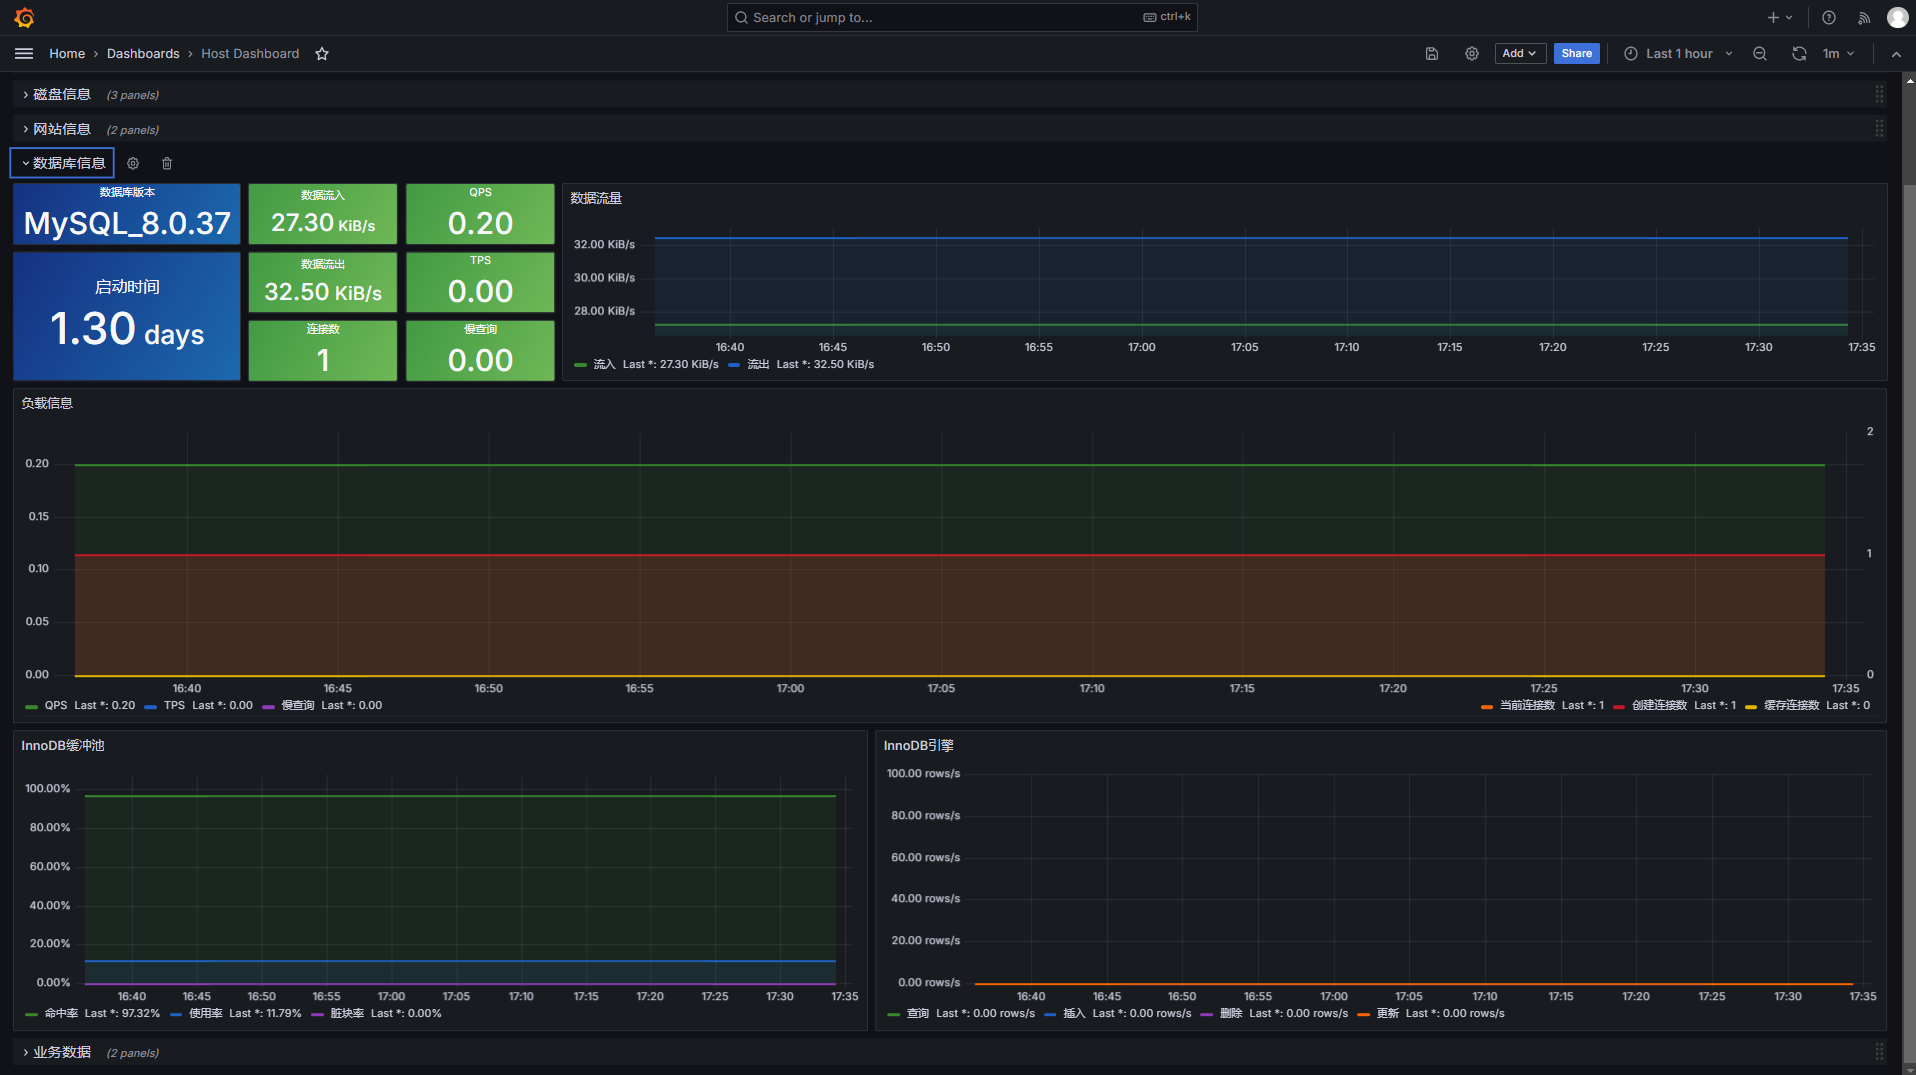 Search or jump to...
ctrl+k
Home › Dashboards › Host Dashboard
Add
Share
Last 1 hour
1m
磁盘信息 (3 panels)
网站信息 (2 panels)
数据库信息
数据库版本
MySQL_8.0.37
启动时间
1.30 days
数据流入
27.30 KiB/s
数据流出
32.50 KiB/s
连接数
1
QPS
0.20
TPS
0.00
慢查询
0.00
数据流量
32.00 KiB/s
30.00 KiB/s
28.00 KiB/s
16:40 16:45 16:50 16:55 17:00 17:05 17:10 17:15 17:20 17:25 17:30 17:35
流入 Last *: 27.30 KiB/s 流出 Last *: 32.50 KiB/s
负载信息
2
0.20
0.15
1
0.10
0.05
0.00
0
16:40 16:45 16:50 16:55 17:00 17:05 17:10 17:15 17:20 17:25 17:30 17:35
QPS Last *: 0.20 TPS Last *: 0.00 慢查询 Last *: 0.00 当前连接数 Last *: 1 创建连接数 Last *: 1 缓存连接数 Last *: 0
InnoDB缓冲池
100.00%
80.00%
60.00%
40.00%
20.00%
0.00%
16:40 16:45 16:50 16:55 17:00 17:05 17:10 17:15 17:20 17:25 17:30 17:35
命中率 Last *: 97.32% 使用率 Last *: 11.79% 脏块率 Last *: 0.00%
InnoDB引擎
100.00 rows/s
80.00 rows/s
60.00 rows/s
40.00 rows/s
20.00 rows/s
0.00 rows/s
16:40 16:45 16:50 16:55 17:00 17:05 17:10 17:15 17:20 17:25 17:30 17:35
查询 Last *: 0.00 rows/s 插入 Last *: 0.00 rows/s 删除 Last *: 0.00 rows/s 更新 Last *: 0.00 rows/s
业务数据 (2 panels)